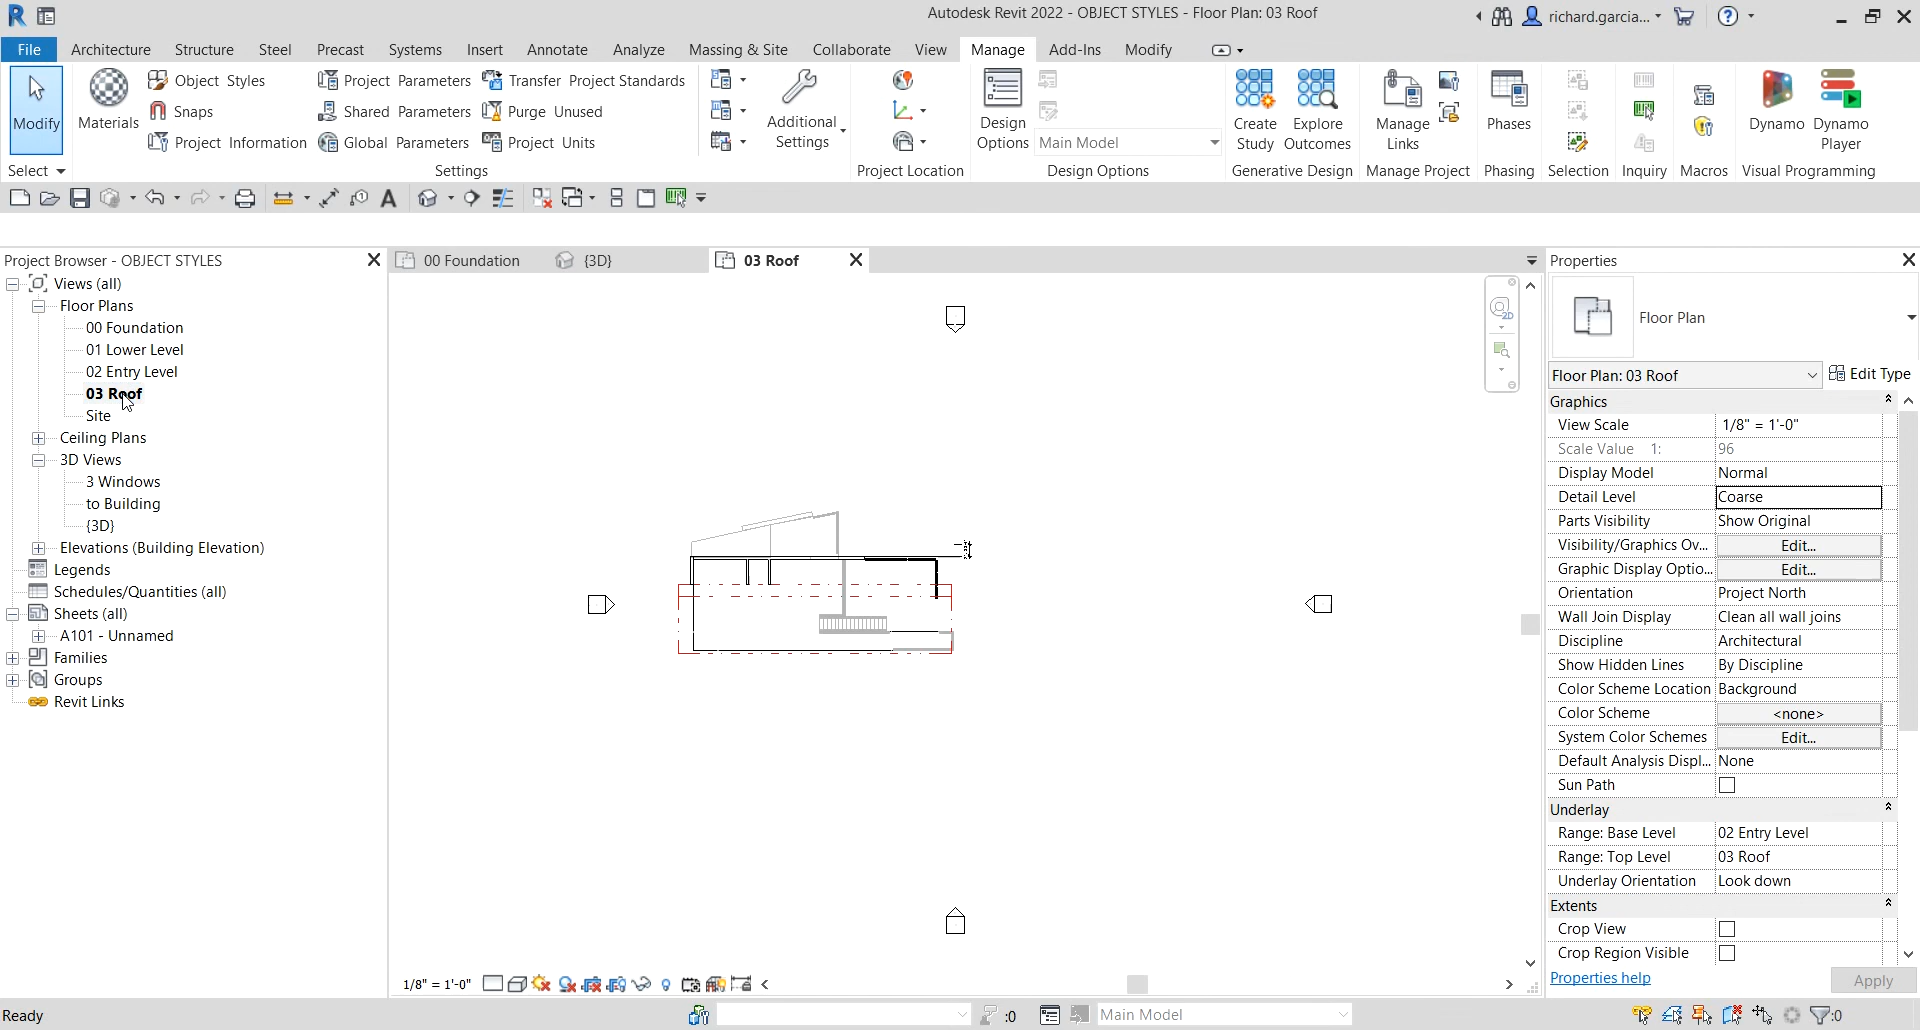 Autodesk Revit 2022 - OBJECT STYLES - Floor Plan: 03 Roof
richard.garcia...
File Architecture Structure Steel Precast Systems Insert Annotate Analyze Massing & Site Collaborate View Manage Add-Ins Modify
Modify
Materials
Object Styles
Snaps
Project Information
Project Parameters
Shared Parameters
Global Parameters
Transfer Project Standards
Purge Unused
Project Units
Additional Settings
Design Options
Main Model
Create Study
Explore Outcomes
Manage Links
Phases
Dynamo
Dynamo Player
Select Settings Project Location Design Options Generative Design Manage Project Phasing Selection Inquiry Macros Visual Programming
Project Browser - OBJECT STYLES
Views (all)
Floor Plans
00 Foundation
01 Lower Level
02 Entry Level
03 Roof
Site
Ceiling Plans
3D Views
3 Windows
to Building
{3D}
Elevations (Building Elevation)
Legends
Schedules/Quantities (all)
Sheets (all)
A101 - Unnamed
Families
Groups
Revit Links
00 Foundation {3D} 03 Roof
2D
1/8" = 1'-0"
Properties
Floor Plan
Floor Plan: 03 Roof Edit Type
Graphics
View Scale 1/8" = 1'-0"
Scale Value 1: 96
Display Model Normal
Detail Level Coarse
Parts Visibility Show Original
Visibility/Graphics Ov... Edit...
Graphic Display Optio... Edit...
Orientation Project North
Wall Join Display Clean all wall joins
Discipline Architectural
Show Hidden Lines By Discipline
Color Scheme Location Background
Color Scheme <none>
System Color Schemes Edit...
Default Analysis Displ... None
Sun Path
Underlay
Range: Base Level 02 Entry Level
Range: Top Level 03 Roof
Underlay Orientation Look down
Extents
Crop View
Crop Region Visible
Properties help Apply
Ready :0 Main Model :0